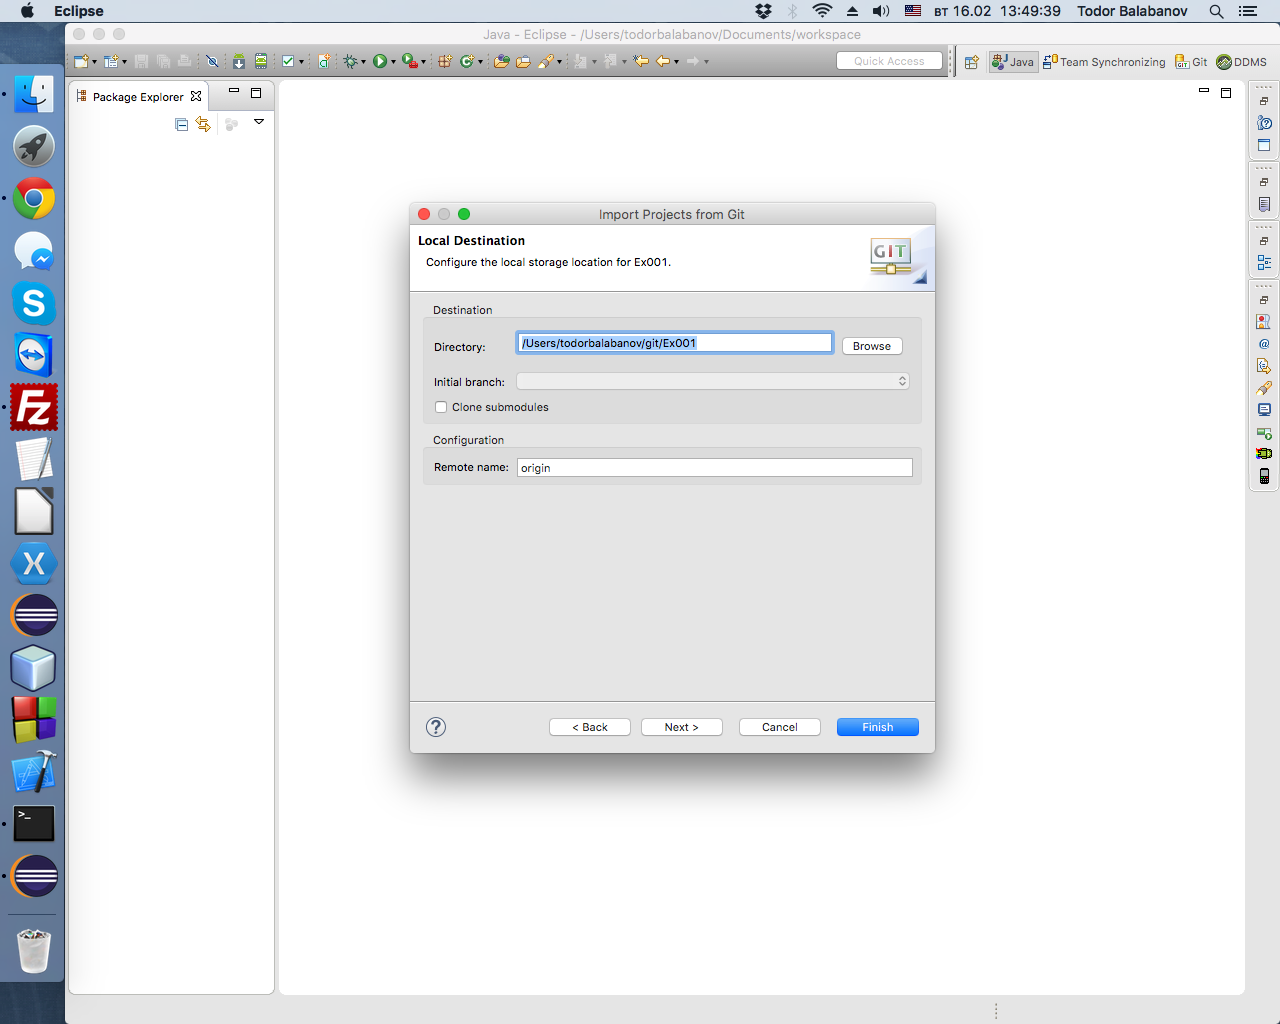 Eclipse
вт 16.02 13:49:39 Todor Balabanov
Java - Eclipse - /Users/todorbalabanov/Documents/workspace
Quick Access
Java
Team Synchronizing
Git
DDMS
Package Explorer
Import Projects from Git
Local Destination
Configure the local storage location for Ex001.
GIT
Destination
Directory: /Users/todorbalabanov/git/Ex001 Browse
Initial branch:
Clone submodules
Configuration
Remote name: origin
? < Back Next > Cancel Finish